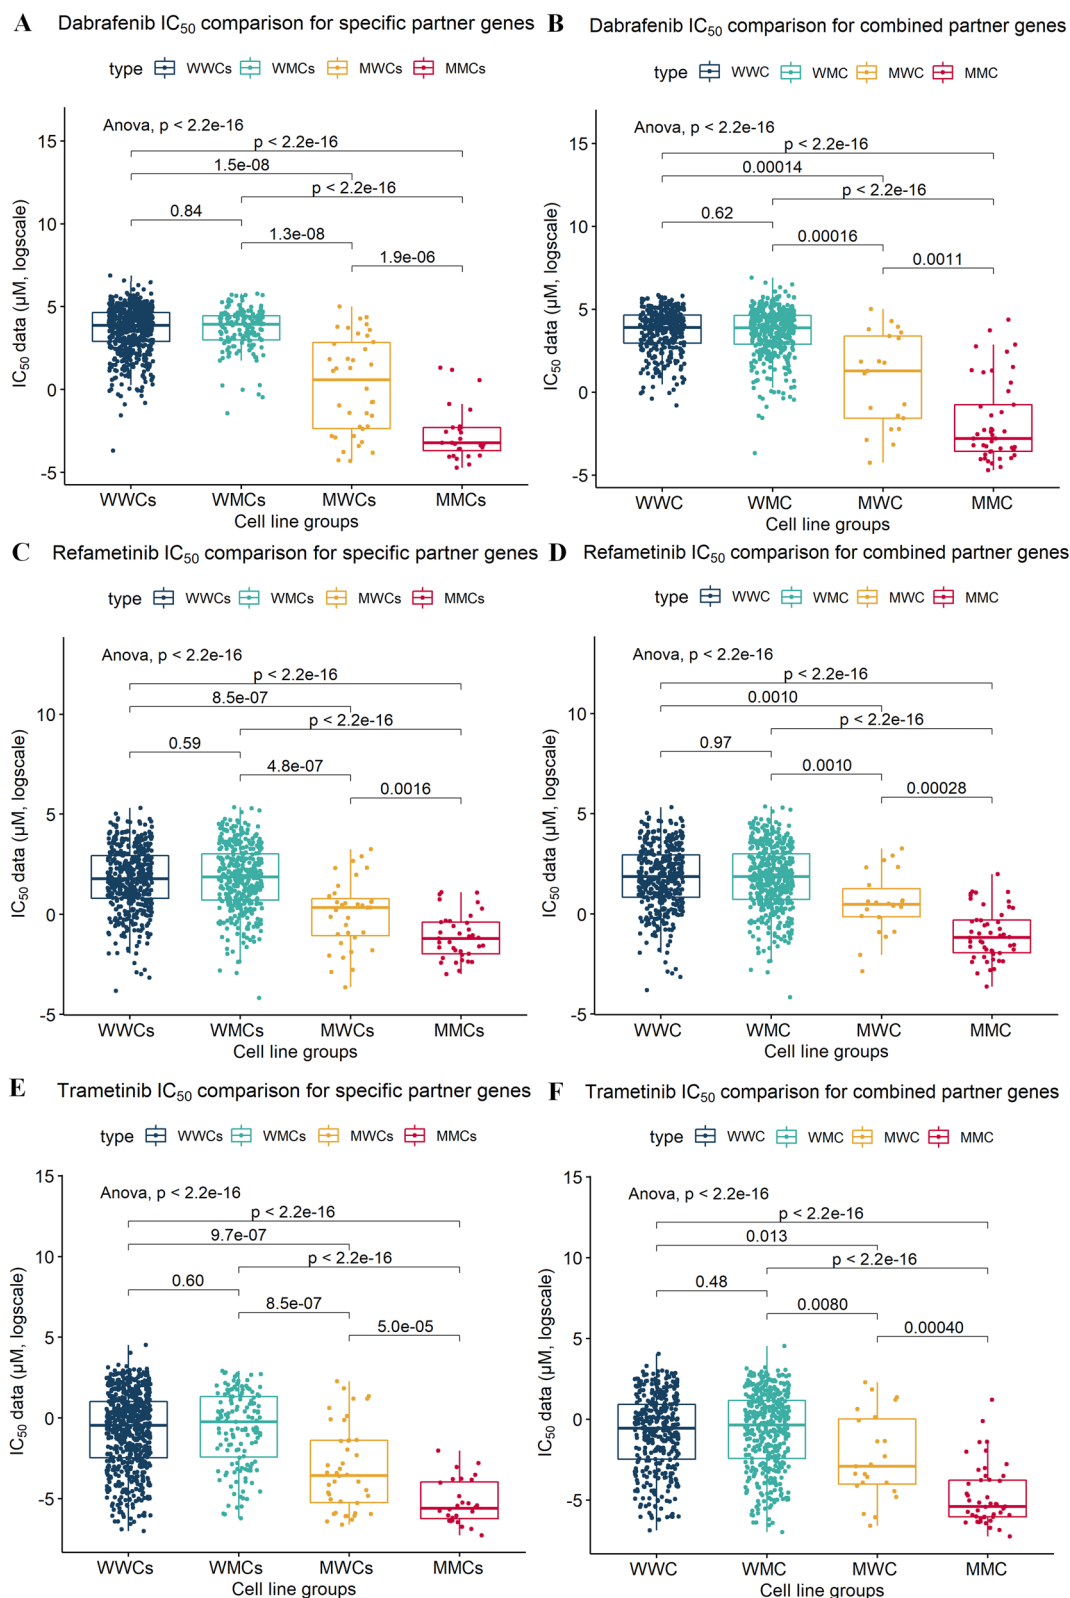 A Dabrafenib IC50 comparison for specific partner genes
type WWCs WMCs MWCs MMCs
Anova, p < 2.2e-16
p < 2.2e-16
1.5e-08
p < 2.2e-16
0.84
1.3e-08
1.9e-06
15
10
5
0
-5
IC50 data (µM, logscale)
WWCs WMCs MWCs MMCs
Cell line groups
B Dabrafenib IC50 comparison for combined partner genes
type WWC WMC MWC MMC
Anova, p < 2.2e-16
p < 2.2e-16
0.00014
p < 2.2e-16
0.62
0.00016
0.0011
15
10
5
0
-5
IC50 data (µM, logscale)
WWC WMC MWC MMC
Cell line groups
C Refametinib IC50 comparison for specific partner genes
type WWCs WMCs MWCs MMCs
Anova, p < 2.2e-16
p < 2.2e-16
8.5e-07
p < 2.2e-16
0.59
4.8e-07
0.0016
10
5
0
-5
IC50 data (µM, logscale)
WWCs WMCs MWCs MMCs
Cell line groups
D Refametinib IC50 comparison for combined partner genes
type WWC WMC MWC MMC
Anova, p < 2.2e-16
p < 2.2e-16
0.0010
p < 2.2e-16
0.97
0.0010
0.00028
10
5
0
-5
IC50 data (µM, logscale)
WWC WMC MWC MMC
Cell line groups
E Trametinib IC50 comparison for specific partner genes
type WWCs WMCs MWCs MMCs
Anova, p < 2.2e-16
p < 2.2e-16
9.7e-07
p < 2.2e-16
0.60
8.5e-07
5.0e-05
15
10
5
0
-5
IC50 data (µM, logscale)
WWCs WMCs MWCs MMCs
Cell line groups
F Trametinib IC50 comparison for combined partner genes
type WWC WMC MWC MMC
Anova, p < 2.2e-16
p < 2.2e-16
0.013
p < 2.2e-16
0.48
0.0080
0.00040
15
10
5
0
-5
IC50 data (µM, logscale)
WWC WMC MWC MMC
Cell line groups